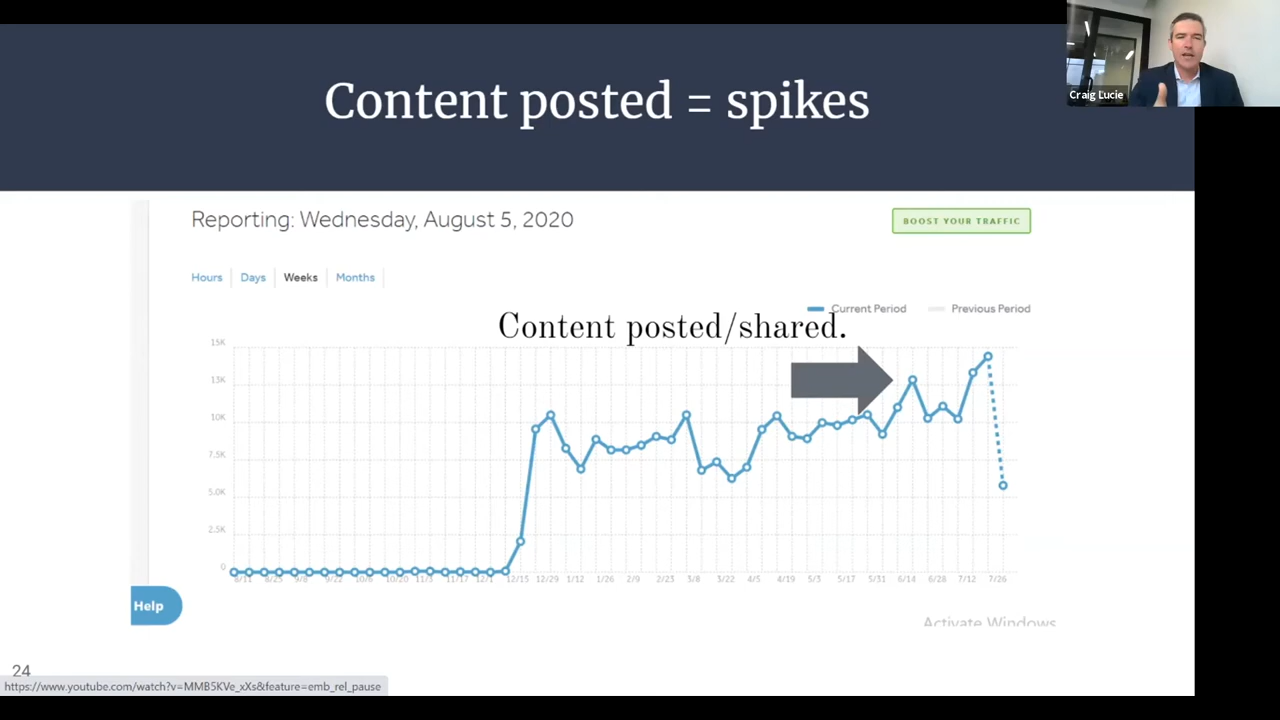 Content posted = spikes
Craig Lucie
Reporting: Wednesday, August 5, 2020
BOOST YOUR TRAFFIC
Hours
Days
Weeks
Months
Current Period
Previous Period
Content posted/shared.
15K
13K
10K
7.5K
5.0K
2.5K
0
8/11 8/25 9/8 9/22 10/6 10/20 11/3 11/17 12/1 12/15 12/29 1/12 1/26 2/9 2/23 3/8 3/22 4/5 4/19 5/3 5/17 5/31 6/14 6/28 7/12 7/26
Help
Activate Windows
24
https://www.youtube.com/watch?v=MMB5KVe_xXs&feature=emb_rel_pause